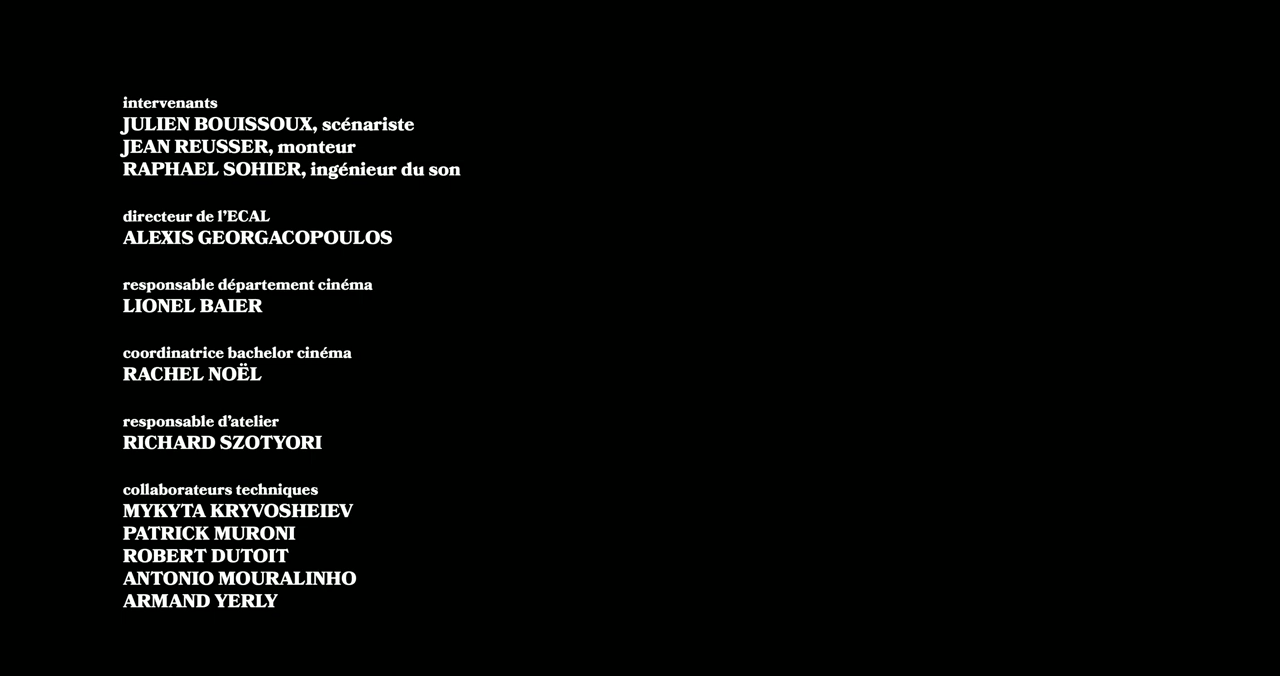 intervenants
JULIEN BOUISSOUX, scénariste
JEAN REUSSER, monteur
RAPHAEL SOHIER, ingénieur du son
directeur de l’ECAL
ALEXIS GEORGACOPOULOS
responsable département cinéma
LIONEL BAIER
coordinatrice bachelor cinéma
RACHEL NOËL
responsable d’atelier
RICHARD SZOTYORI
collaborateurs techniques
MYKYTA KRYVOSHEIEV
PATRICK MURONI
ROBERT DUTOIT
ANTONIO MOURALINHO
ARMAND YERLY